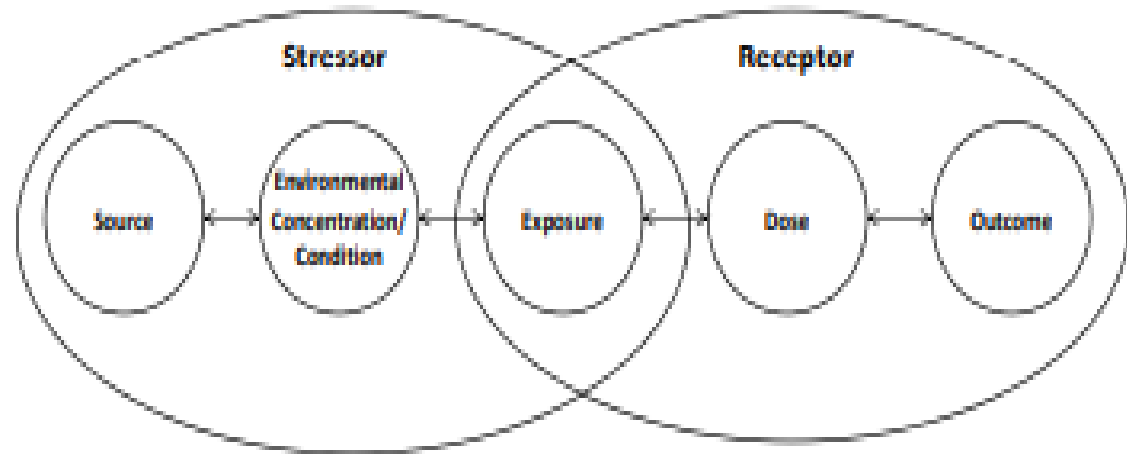 Stressor
Receptor
Source
Environmental
Concentration/
Condition
Exposure
Dose
Outcome